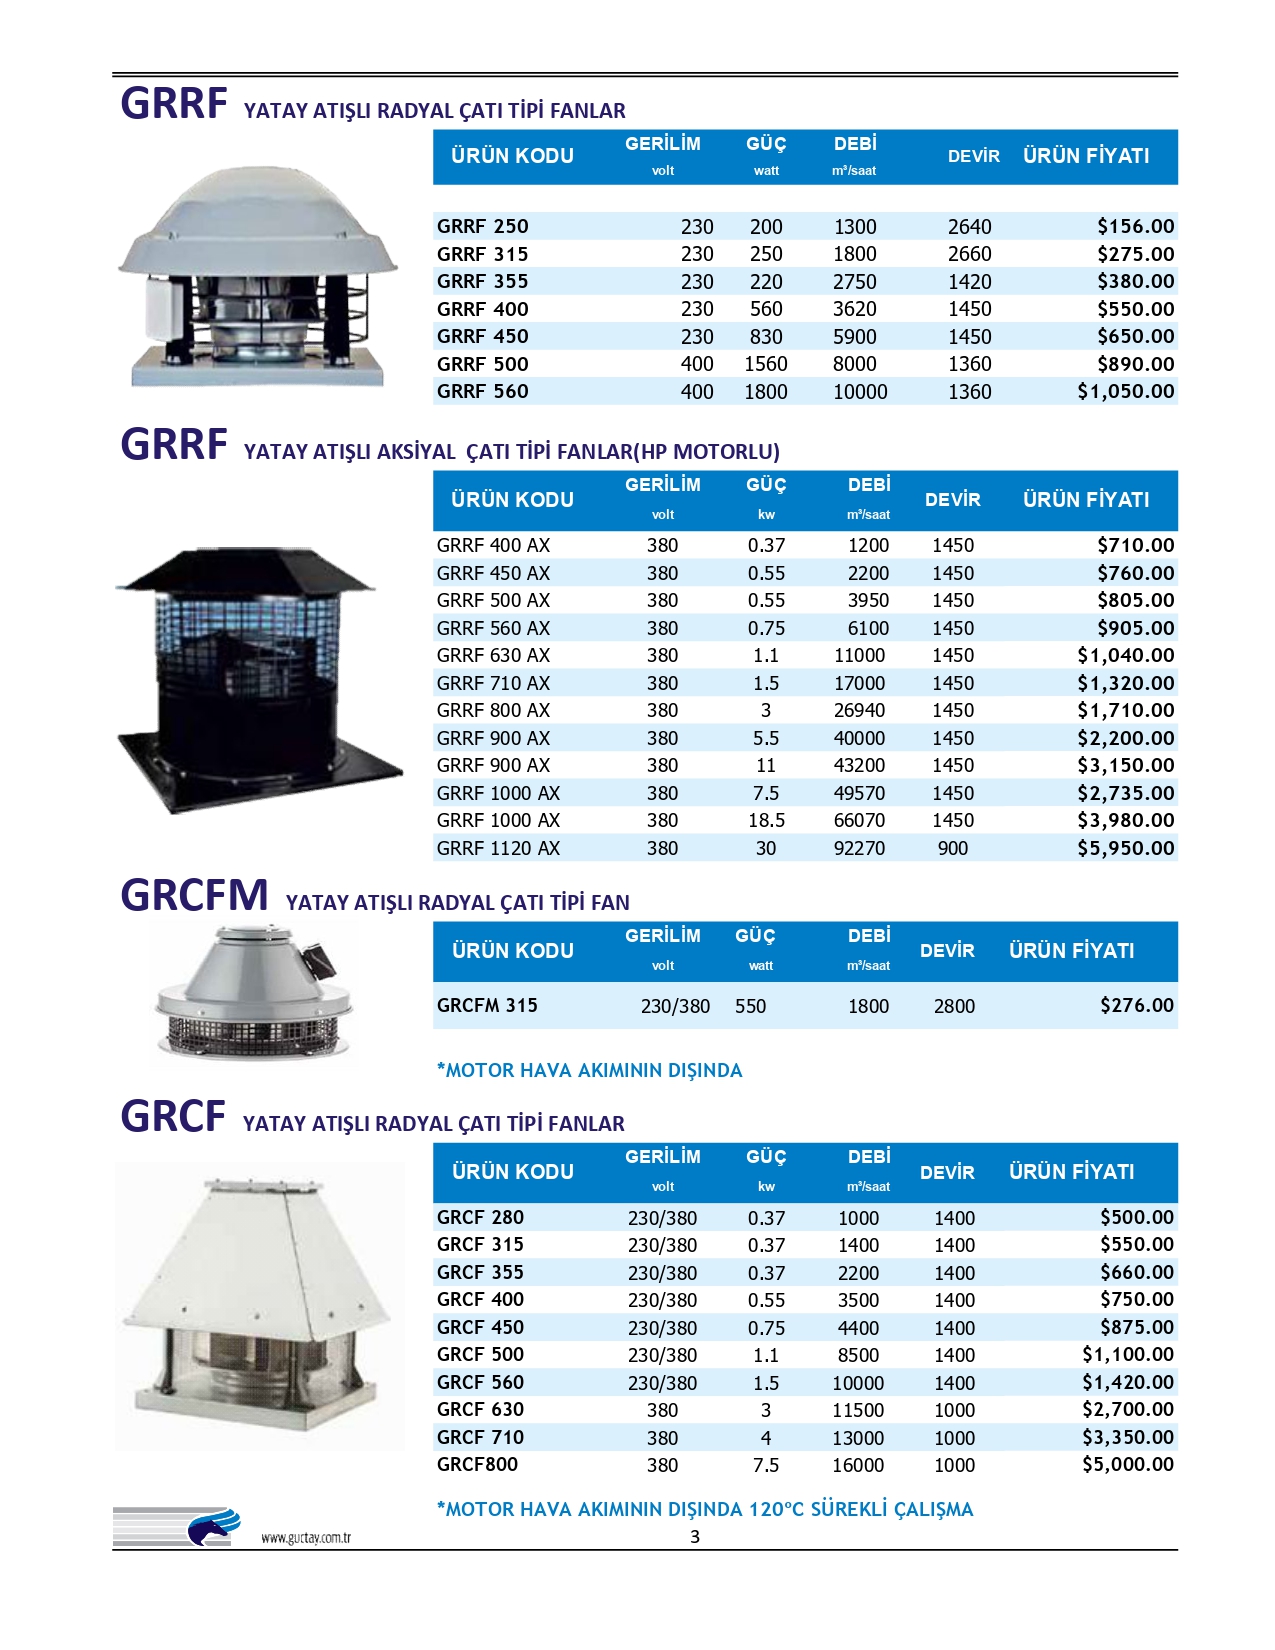 GRRF YATAY ATIŞLI RADYAL ÇATI TİPİ FANLAR
ÜRÜN KODU GERİLİM GÜÇ DEBİ DEVİR ÜRÜN FİYATI
volt watt m³/saat
GRRF 250 230 200 1300 2640 $156.00
GRRF 315 230 250 1800 2660 $275.00
GRRF 355 230 220 2750 1420 $380.00
GRRF 400 230 560 3620 1450 $550.00
GRRF 450 230 830 5900 1450 $650.00
GRRF 500 400 1560 8000 1360 $890.00
GRRF 560 400 1800 10000 1360 $1,050.00
GRRF YATAY ATIŞLI AKSİYAL ÇATI TİPİ FANLAR(HP MOTORLU)
ÜRÜN KODU GERİLİM GÜÇ DEBİ DEVİR ÜRÜN FİYATI
volt kw m³/saat
GRRF 400 AX 380 0.37 1200 1450 $710.00
GRRF 450 AX 380 0.55 2200 1450 $760.00
GRRF 500 AX 380 0.55 3950 1450 $805.00
GRRF 560 AX 380 0.75 6100 1450 $905.00
GRRF 630 AX 380 1.1 11000 1450 $1,040.00
GRRF 710 AX 380 1.5 17000 1450 $1,320.00
GRRF 800 AX 380 3 26940 1450 $1,710.00
GRRF 900 AX 380 5.5 40000 1450 $2,200.00
GRRF 900 AX 380 11 43200 1450 $3,150.00
GRRF 1000 AX 380 7.5 49570 1450 $2,735.00
GRRF 1000 AX 380 18.5 66070 1450 $3,980.00
GRRF 1120 AX 380 30 92270 900 $5,950.00
GRCFM YATAY ATIŞLI RADYAL ÇATI TİPİ FAN
ÜRÜN KODU GERİLİM GÜÇ DEBİ DEVİR ÜRÜN FİYATI
volt watt m³/saat
GRCFM 315 230/380 550 1800 2800 $276.00
*MOTOR HAVA AKIMININ DIŞINDA
GRCF YATAY ATIŞLI RADYAL ÇATI TİPİ FANLAR
ÜRÜN KODU GERİLİM GÜÇ DEBİ DEVİR ÜRÜN FİYATI
volt kw m³/saat
GRCF 280 230/380 0.37 1000 1400 $500.00
GRCF 315 230/380 0.37 1400 1400 $550.00
GRCF 355 230/380 0.37 2200 1400 $660.00
GRCF 400 230/380 0.55 3500 1400 $750.00
GRCF 450 230/380 0.75 4400 1400 $875.00
GRCF 500 230/380 1.1 8500 1400 $1,100.00
GRCF 560 230/380 1.5 10000 1400 $1,420.00
GRCF 630 380 3 11500 1000 $2,700.00
GRCF 710 380 4 13000 1000 $3,350.00
GRCF800 380 7.5 16000 1000 $5,000.00
*MOTOR HAVA AKIMININ DIŞINDA 120°C SÜREKLİ ÇALIŞMA
www.guctay.com.tr 3